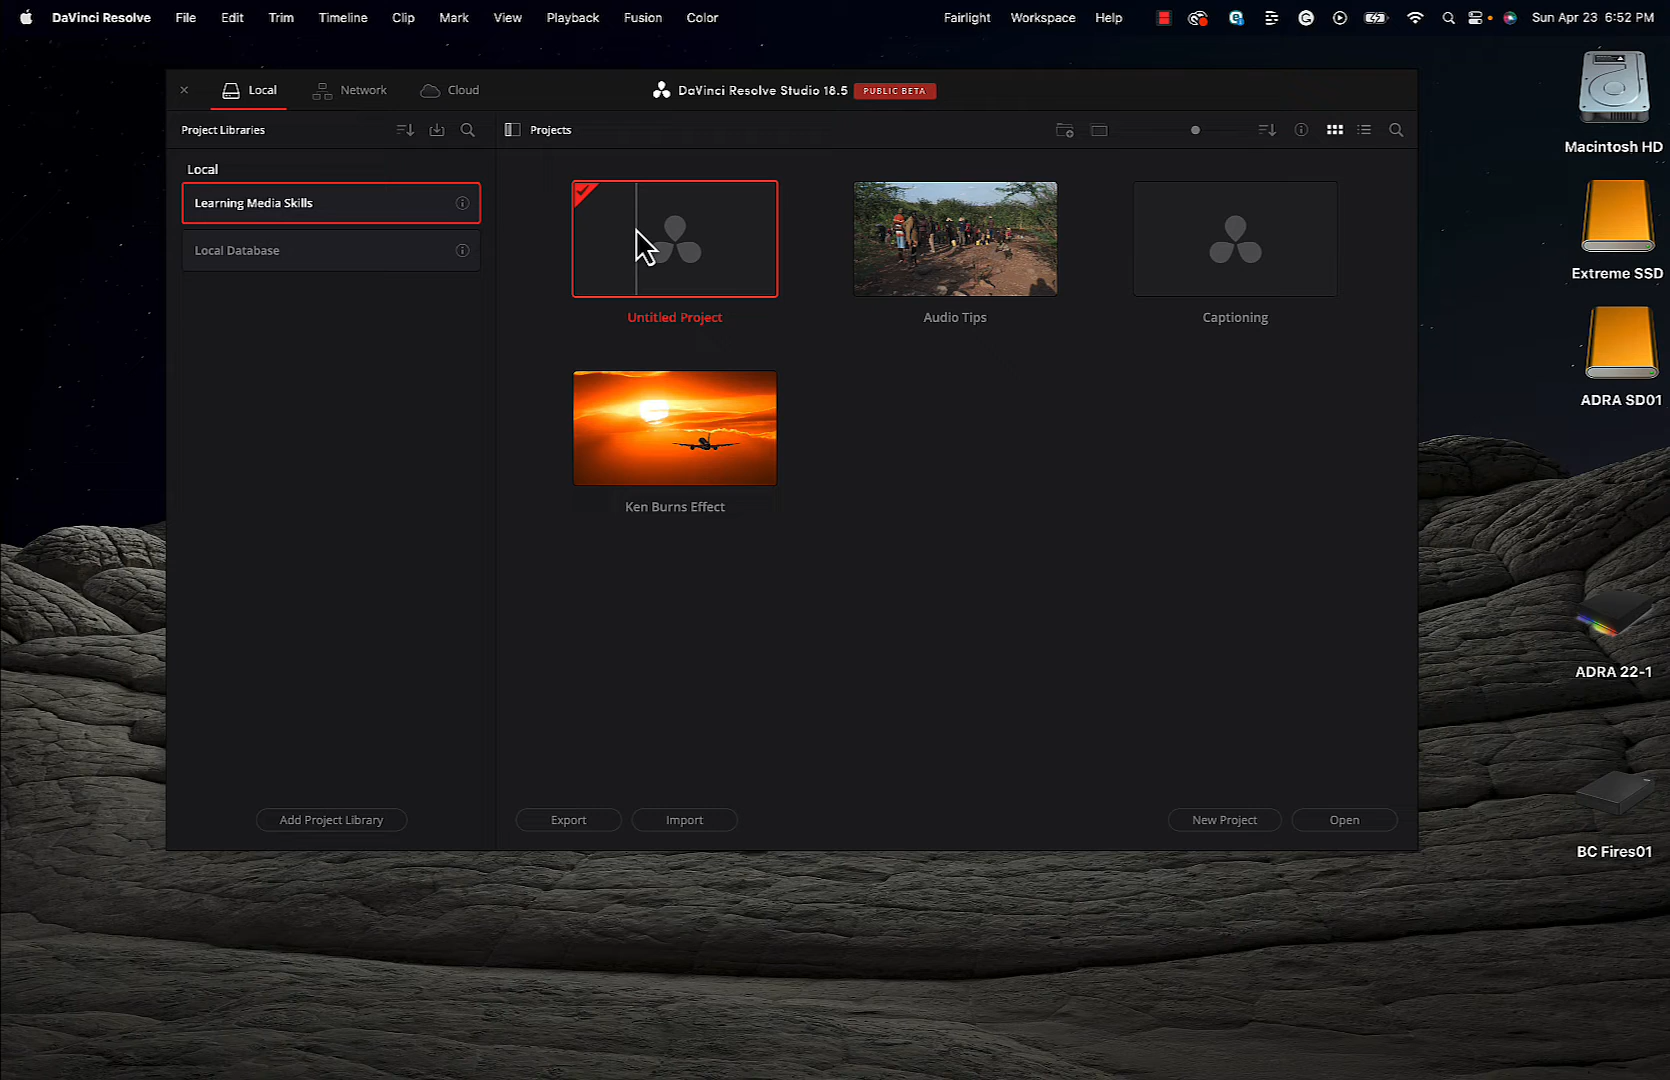 DaVinci Resolve File Edit Trim Timeline Clip Mark View Playback Fusion Color Fairlight Workspace Help Sun Apr 23 6:52 PM
Local Network Cloud DaVinci Resolve Studio 18.5 PUBLIC BETA
Project Libraries Projects
Local
Learning Media Skills
Local Database
Untitled Project Audio Tips Captioning
Ken Burns Effect
Add Project Library Export Import New Project Open
Macintosh HD
Extreme SSD
ADRA SD01
ADRA 22-1
BC Fires01